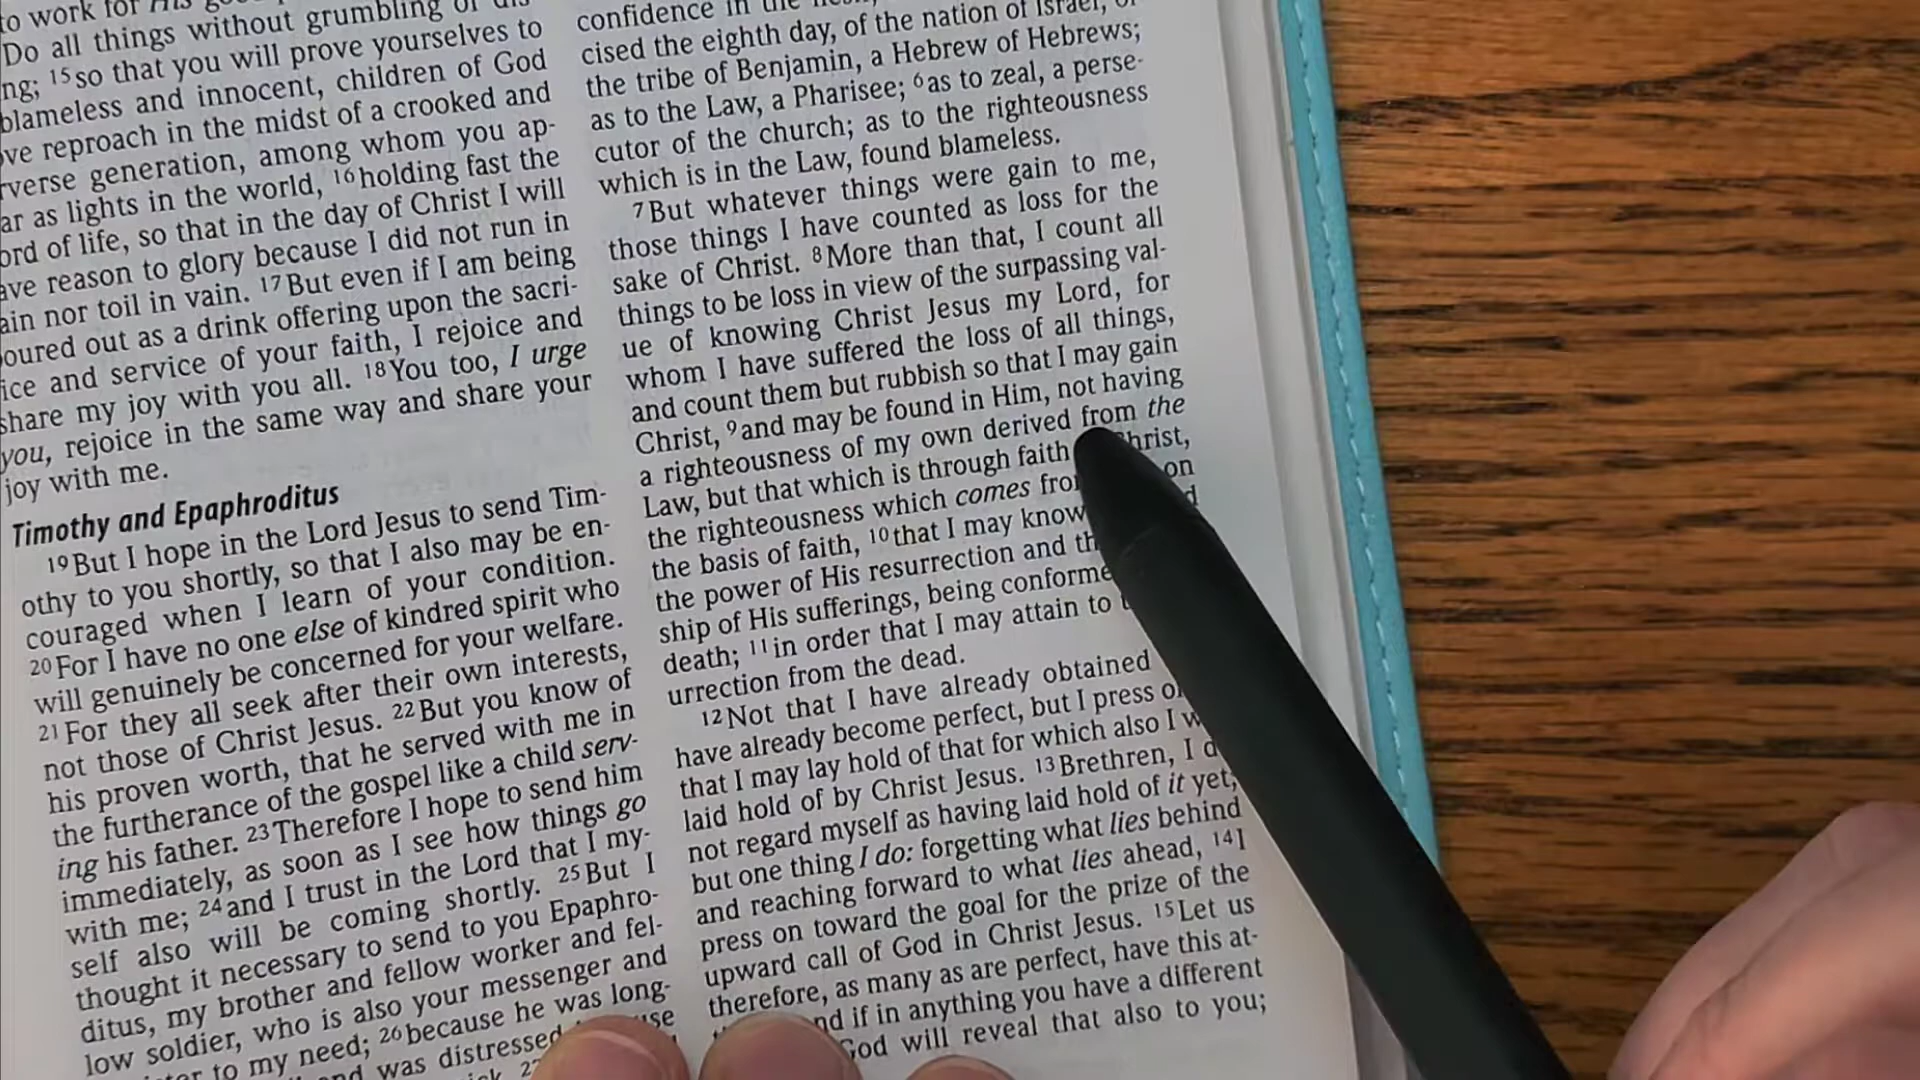 to work for His
Do all things without grumbling or dis-
ng; 15 so that you will prove yourselves to
blameless and innocent, children of God
ve reproach in the midst of a crooked and
rverse generation, among whom you ap-
ar as lights in the world, 16 holding fast the
ord of life, so that in the day of Christ I will
ave reason to glory because I did not run in
ain nor toil in vain. 17 But even if I am being
oured out as a drink offering upon the sacri-
ice and service of your faith, I rejoice and
share my joy with you all. 18 You too, I urge
you, rejoice in the same way and share your
joy with me.
Timothy and Epaphroditus
19 But I hope in the Lord Jesus to send Tim-
othy to you shortly, so that I also may be en-
couraged when I learn of your condition.
20 For I have no one else of kindred spirit who
will genuinely be concerned for your welfare.
21 For they all seek after their own interests,
not those of Christ Jesus. 22 But you know of
his proven worth, that he served with me in
the furtherance of the gospel like a child serv-
ing his father. 23 Therefore I hope to send him
immediately, as soon as I see how things go
with me; 24 and I trust in the Lord that I my-
self also will be coming shortly. 25 But I
thought it necessary to send to you Epaphro-
ditus, my brother and fellow worker and fel-
low soldier, who is also your messenger and
to my need; 26 because he was long-
and was distressed
confidence in the
cised the eighth day, of the nation of Israel, of
the tribe of Benjamin, a Hebrew of Hebrews;
as to the Law, a Pharisee; 6 as to zeal, a perse-
cutor of the church; as to the righteousness
which is in the Law, found blameless.
7 But whatever things were gain to me,
those things I have counted as loss for the
sake of Christ. 8 More than that, I count all
things to be loss in view of the surpassing val-
ue of knowing Christ Jesus my Lord, for
whom I have suffered the loss of all things,
and count them but rubbish so that I may gain
Christ, 9 and may be found in Him, not having
a righteousness of my own derived from the
Law, but that which is through faith Christ,
the righteousness which comes from on
the basis of faith, 10 that I may know
the power of His resurrection and
ship of His sufferings, being conforme
death; 11 in order that I may attain to
urrection from the dead.
12 Not that I have already obtained
have already become perfect, but I press
that I may lay hold of that for which also I
laid hold of by Christ Jesus. 13 Brethren, I
not regard myself as having laid hold of it yet;
but one thing I do: forgetting what lies behind
and reaching forward to what lies ahead, 14 I
press on toward the goal for the prize of the
upward call of God in Christ Jesus. 15 Let us
therefore, as many as are perfect, have this at-
nd if in anything you have a different
God will reveal that also to you;